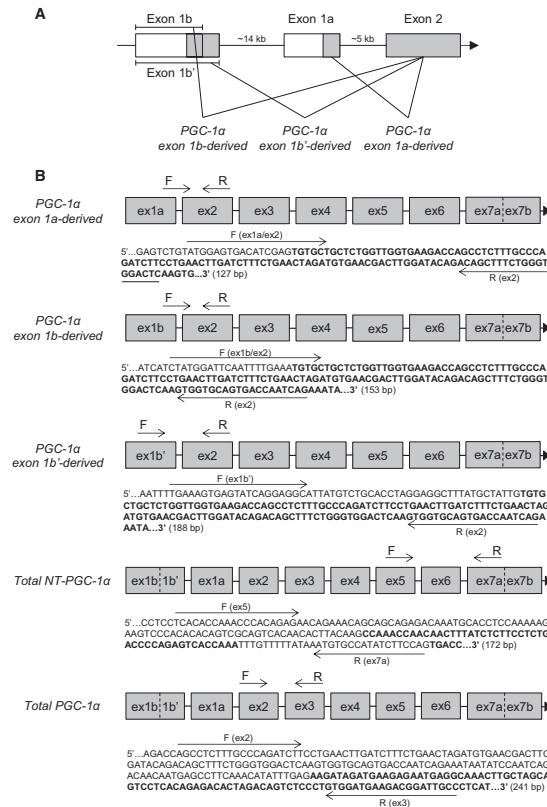 A
Exon 1b
Exon 1a
Exon 2
~14 kb
~5 kb
Exon 1b'
PGC-1α
exon 1b-derived
PGC-1α
exon 1b'-derived
PGC-1α
exon 1a-derived
B
F R
PGC-1α
exon 1a-derived
ex1a ex2 ex3 ex4 ex5 ex6 ex7a ex7b
F (ex1a/ex2)
5'...GAGTCTGTATGGAGTGACATCGAGTGTGCTGCTCTGGTTGGTGAAGACCAGCCTCTTTGCCCA
GATCTTCCTGAACTTGATCTTTCTGAACTAGATGTGAACGACTTGGATACAGACAGCTTTCTGGGT
GGACTCAAGTG...3' (127 bp)
R (ex2)
F R
PGC-1α
exon 1b-derived
ex1b ex2 ex3 ex4 ex5 ex6 ex7a ex7b
F (ex1b/ex2)
5'...ATCATCTATGGATTCAATTTTGAAATGTGCTGCTCTGGTTGGTGAAGACCAGCCTCTTTGCCCA
GATCTTCCTGAACTTGATCTTTCTGAACTAGATGTGAACGACTTGGATACAGACAGCTTTCTGGGT
GGACTCAAGTGGTGCAGTGACCAATCAGAAATA...3' (153 bp)
R (ex2)
F R
PGC-1α
exon 1b'-derived
ex1b' ex2 ex3 ex4 ex5 ex6 ex7a ex7b
F (ex1b')
5'...AATTTTGAAAGTGAGTATCAGGAGGCATTATGTCTGCACCTAGGAGGCTTTATGCTATTGTGTG
CTGCTCTGGTTGGTGAAGACCAGCCTCTTTGCCCAGATCTTCCTGAACTTGATCTTTCTGAACTAG
ATGTGAACGACTTGGATACAGACAGCTTTCTGGGTGGACTCAAGTGGTGCAGTGACCAATCAGA
AATA...3' (188 bp)
R (ex2)
F R
Total NT-PGC-1α
ex1b 1b' ex1a ex2 ex3 ex4 ex5 ex6 ex7a ex7b
F (ex5)
5'...CCTCCTCACACCAAACCCACAGAGAACAGAAACAGCAGCAGAGACAAATGCACCTCCAAAAAG
AAGTCCCACACACAGTCGCAGTCACAACACTTACAAGCCAAACCAACAACTTTATCTCTTCCTCTG
ACCCCAGAGTCACCAAATTTGTTTTTATAAATGTGCCATATCTTCCAGTGACC...3' (172 bp)
R (ex7a)
F R
Total PGC-1α
ex1b 1b' ex1a ex2 ex3 ex4 ex5 ex6 ex7a ex7b
F (ex2)
5'...AGACCAGCCTCTTTGCCCAGATCTTCCTGAACTTGATCTTTCTGAACTAGATGTGAACGACTTG
GATACAGACAGCTTTCTGGGTGGACTCAAGTGGTGCAGTGACCAATCAGAAATAATATCCAATCAG
ACAACAATGAGCCTTCAAACATATTTGAGAAGATAGATGAAGAGAATGAGGCAAACTTGCTAGCA
GTCCTCACAGAGACACTAGACAGTCTCCCTGTGGATGAAGACGGATTGCCCTCAT...3' (241 bp)
R (ex3)